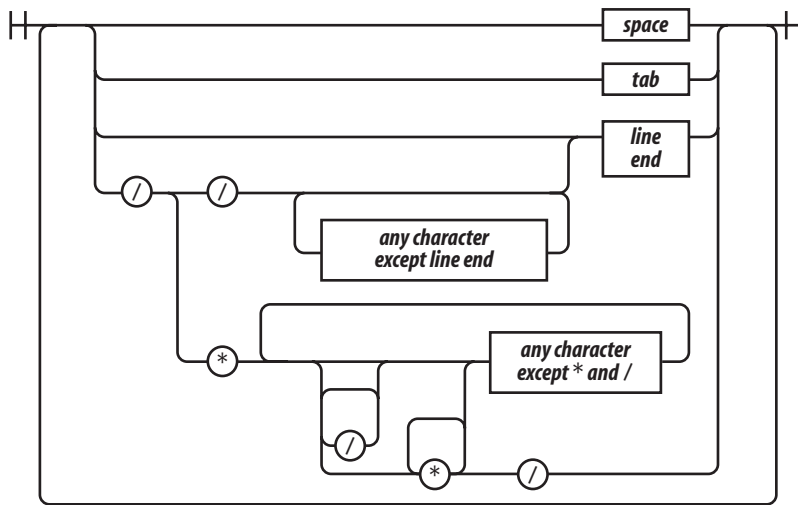 space
tab
line
end
/ /
any character
except line end
*
any character
except * and /
/
* /